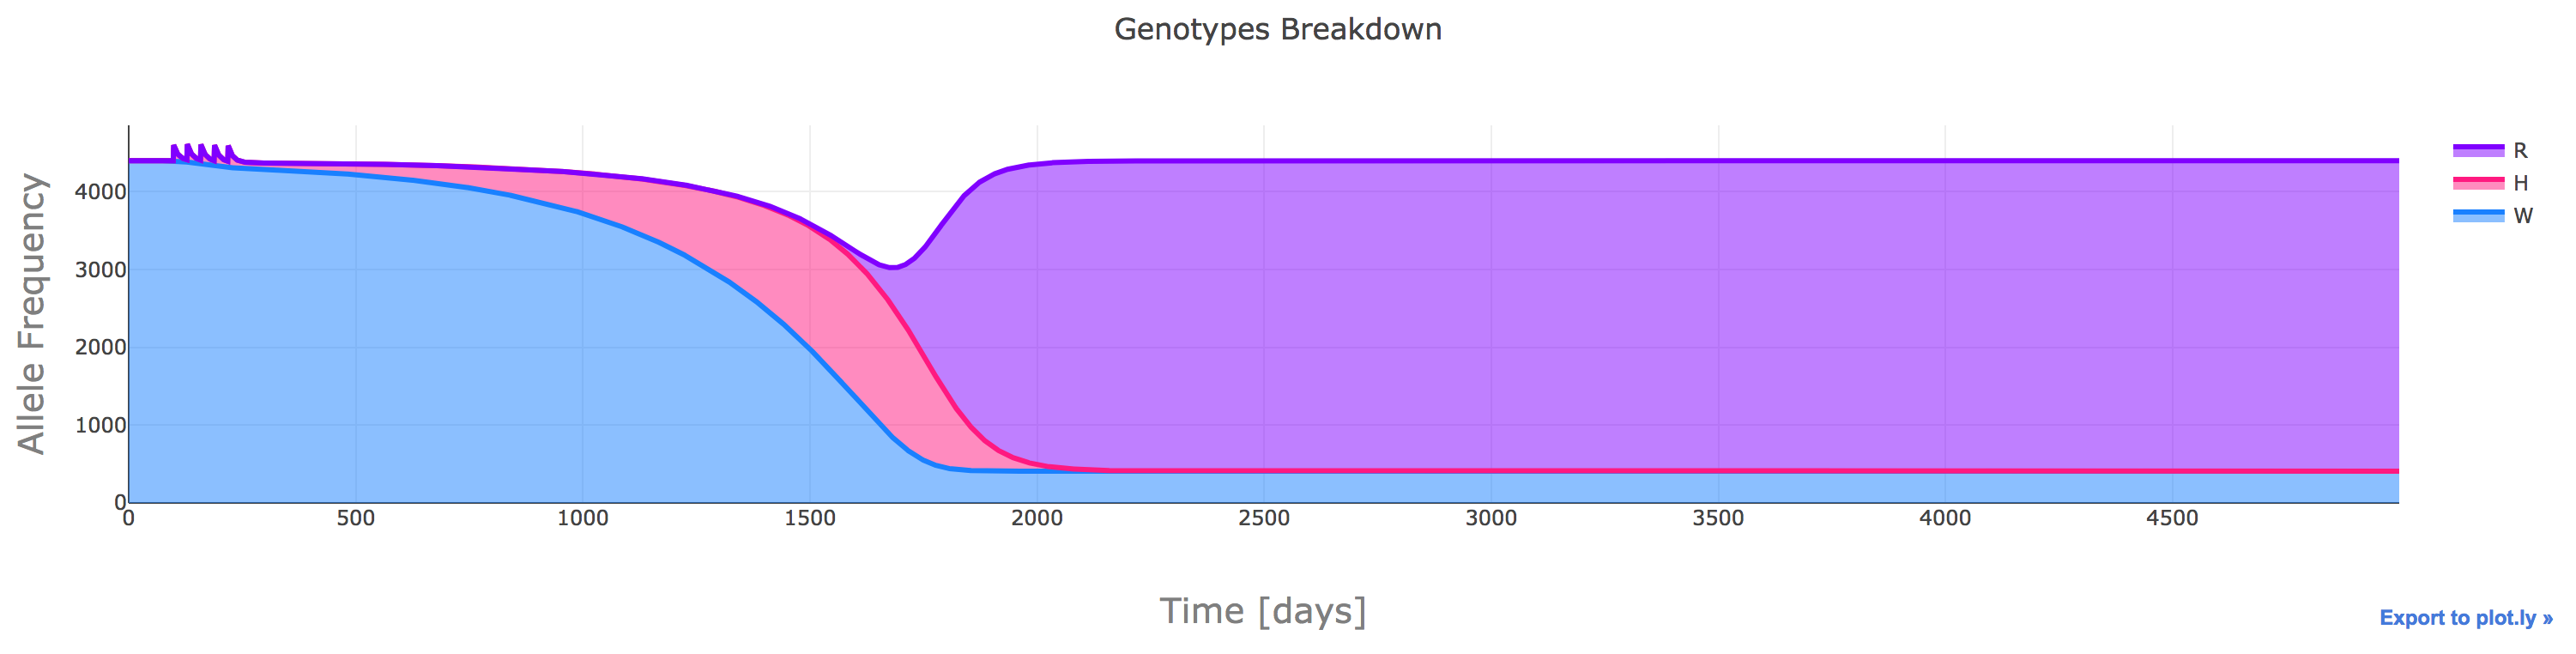 Genotypes Breakdown
R
H
W
Allele Frequency
4000
3000
2000
1000
0
0 500 1000 1500 2000 2500 3000 3500 4000 4500
Time [days]
Export to plot.ly »